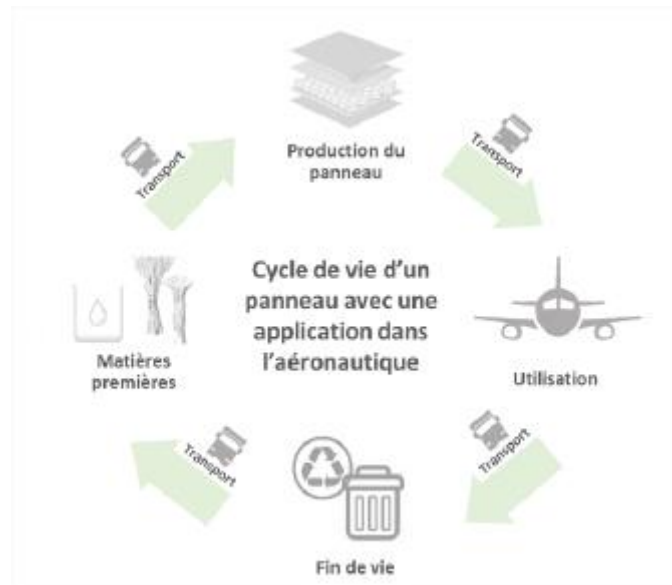 Production du
panneau
Transport
Transport
Cycle de vie d'un
panneau avec une
application dans
l'aéronautique
Matières
premières
Utilisation
Transport
Transport
Fin de vie